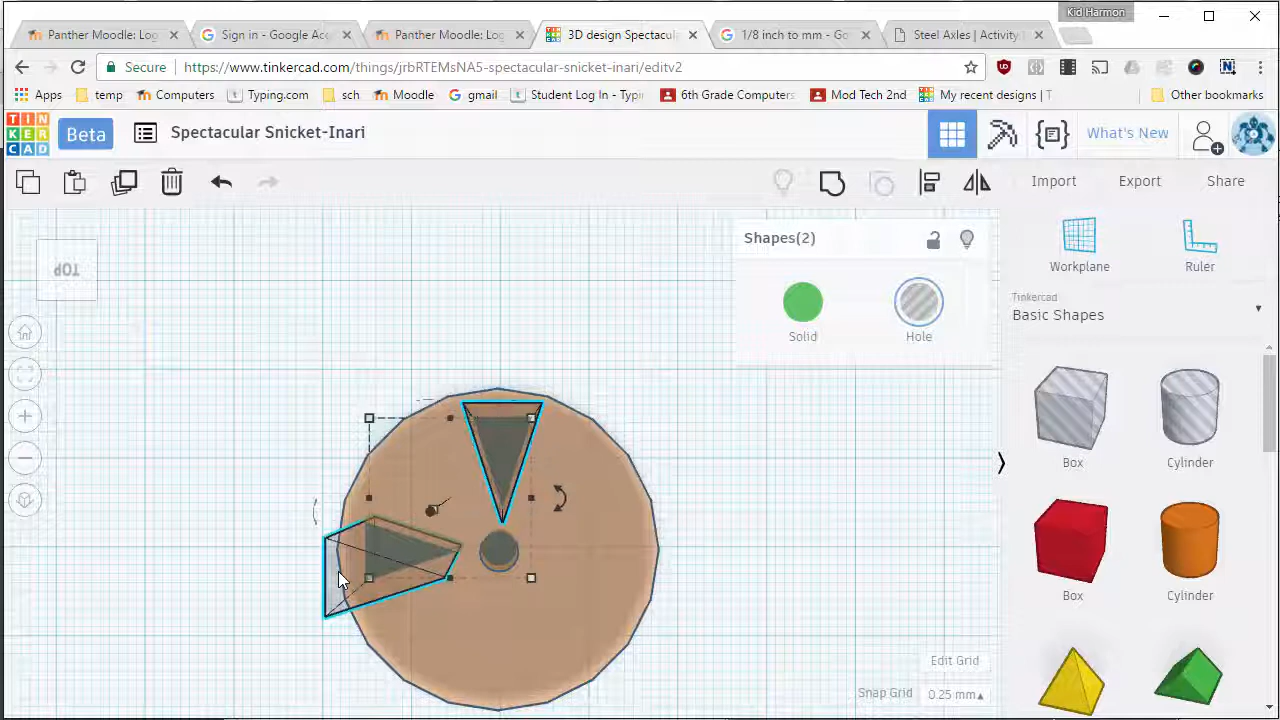 Kid Harmon
Panther Moodle: Log
Sign in - Google Acc
Panther Moodle: Log
3D design Spectacul
1/8 inch to mm - Go
Steel Axles | Activity
Secure
https://www.tinkercad.com/things/jrbRTEMsNA5-spectacular-snicket-inari/editv2
Apps
temp
Computers
Typing.com
sch
Moodle
gmail
Student Log In - Typi
6th Grace Computers
Mod Tech 2nd
My recent designs | T
Other bookmarks
TIN
KER
CAD
Beta
Spectacular Snicket-Inari
What's New
Import
Export
Share
TOP
Shapes(2)
Solid
Hole
Workplane
Ruler
Tinkercad
Basic Shapes
Box
Cylinder
Box
Cylinder
Edit Grid
Snap Grid
0.25 mm